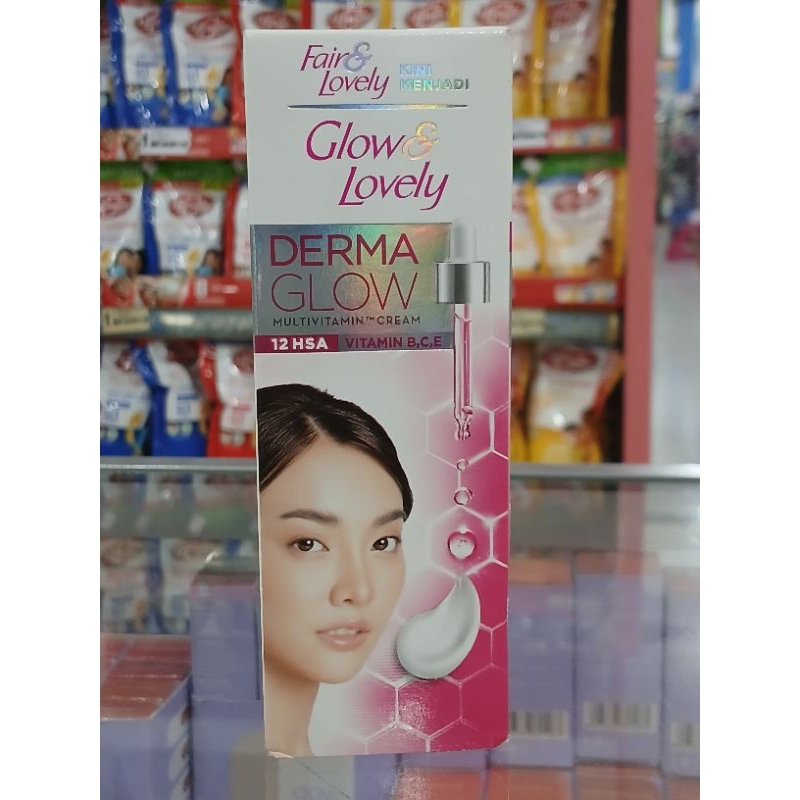 Fair &
Lovely
KINI
MENJADI
Glow &
Lovely
DERMA
GLOW
MULTIVITAMIN™ CREAM
12 HSA VITAMIN B,C,E